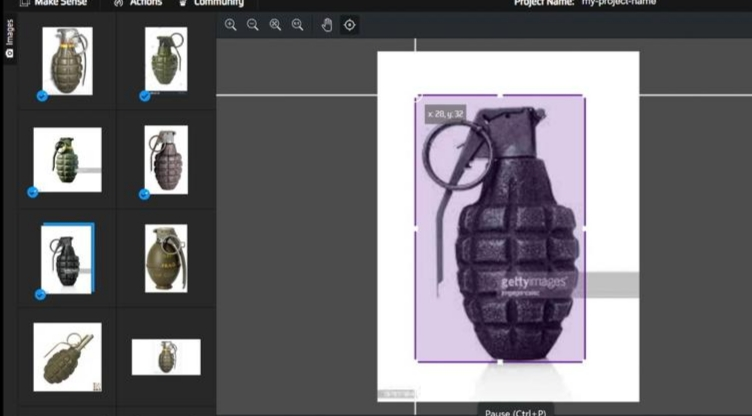 Make Sense
Actions
Community
Project Name: my-project-name
Images
x: 20, y: 32
gettyimages
Pause (Ctrl+P)